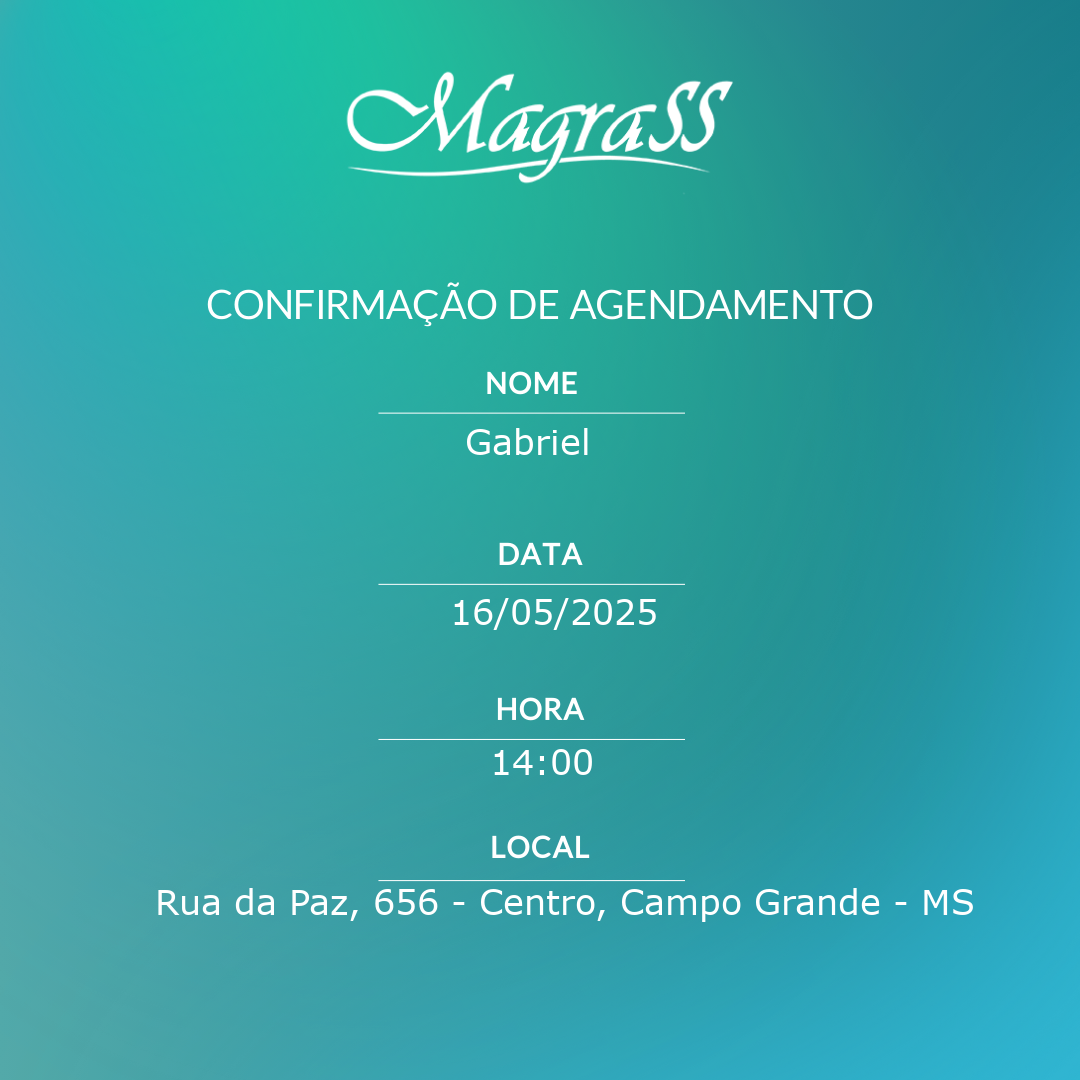 MagraSS
CONFIRMAÇÃO DE AGENDAMENTO
NOME
Gabriel
DATA
16/05/2025
HORA
14:00
LOCAL
Rua da Paz, 656 - Centro, Campo Grande - MS